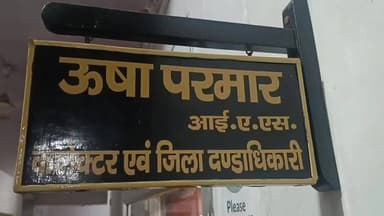 ऊषा परमार
आई.ए.एस.
कलेक्टर एवं जिला दण्डाधिकारी
Please